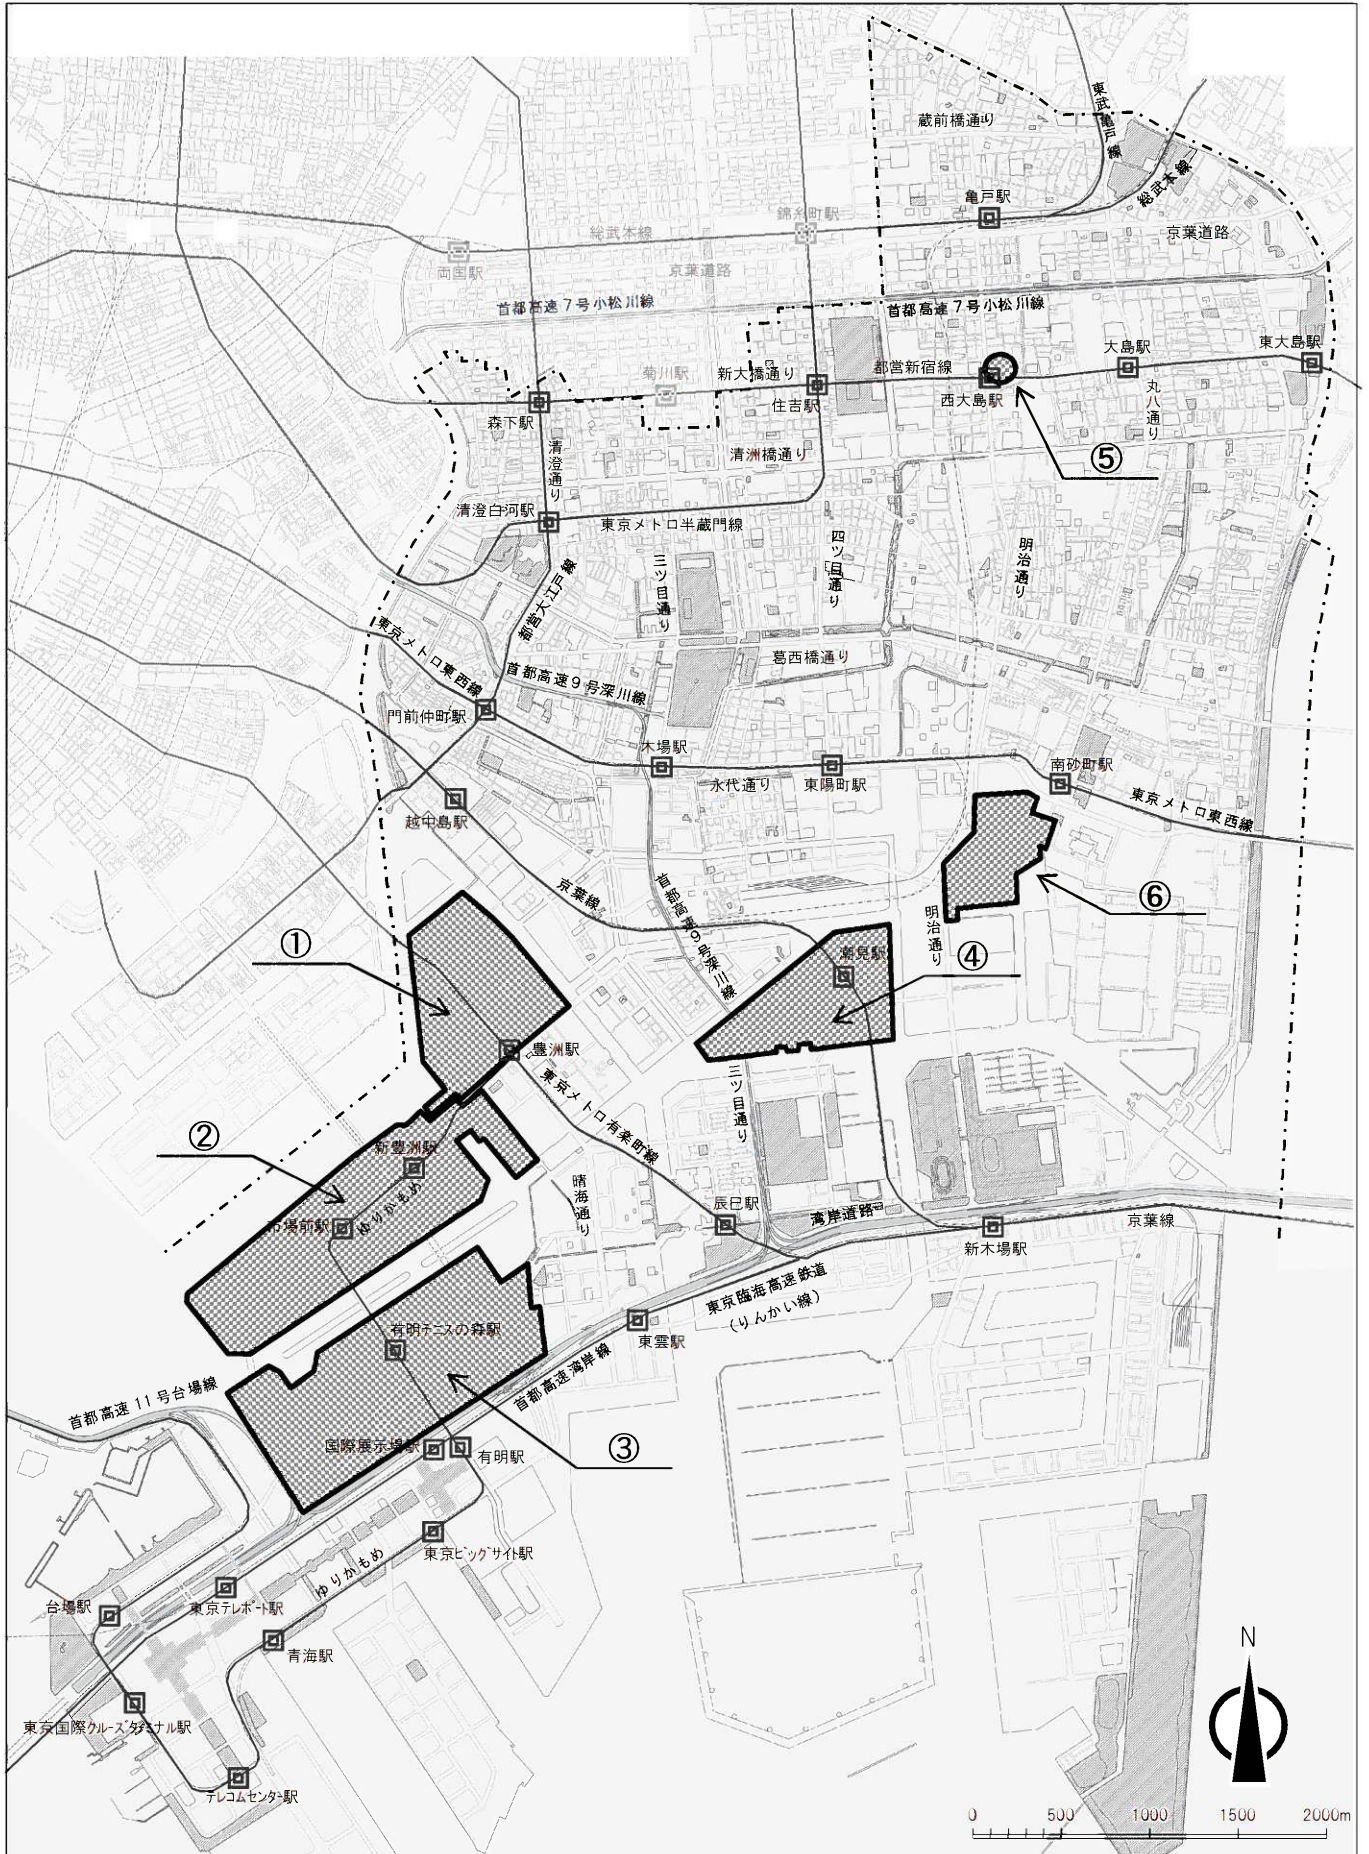 東武亀戸線
蔵前橋通り
総武本線
亀戸駅
錦糸町駅
総武本線
京葉道路
両国駅
京葉道路
首都高速7号小松川線
首都高速7号小松川線
東大島駅
大島駅
都営新宿線
新大橋通り
菊川駅
西大島駅
住吉駅
丸八通り
森下駅
清澄通り
清洲橋通り
⑤
清澄白河駅
東京メトロ半蔵門線
四ツ目通り
明治通り
三ツ目通り
都営大江戸線
東京メトロ東西線
葛西橋通り
首都高速9号深川線
門前仲町駅
木場駅
永代通り
東陽町駅
南砂町駅
東京メトロ東西線
越中島駅
京葉線
首都高速9号深川線
明治通り
⑥
①
潮見駅
④
豊洲駅
東京メトロ有楽町線
三ツ目通り
②
新豊洲駅
ゆりかもめ
市場前駅
晴海通り
辰巳駅
湾岸道路
新木場駅
京葉線
東京臨海高速鉄道
(りんかい線)
有明テニスの森駅
東雲駅
首都高速湾岸線
首都高速11号台場線
③
国際展示場駅
有明駅
東京ビッグサイト駅
ゆりかもめ
台場駅
東京テレポート駅
青海駅
東京国際クルーズターミナル駅
テレコムセンター駅
N
0 500 1000 1500 2000m